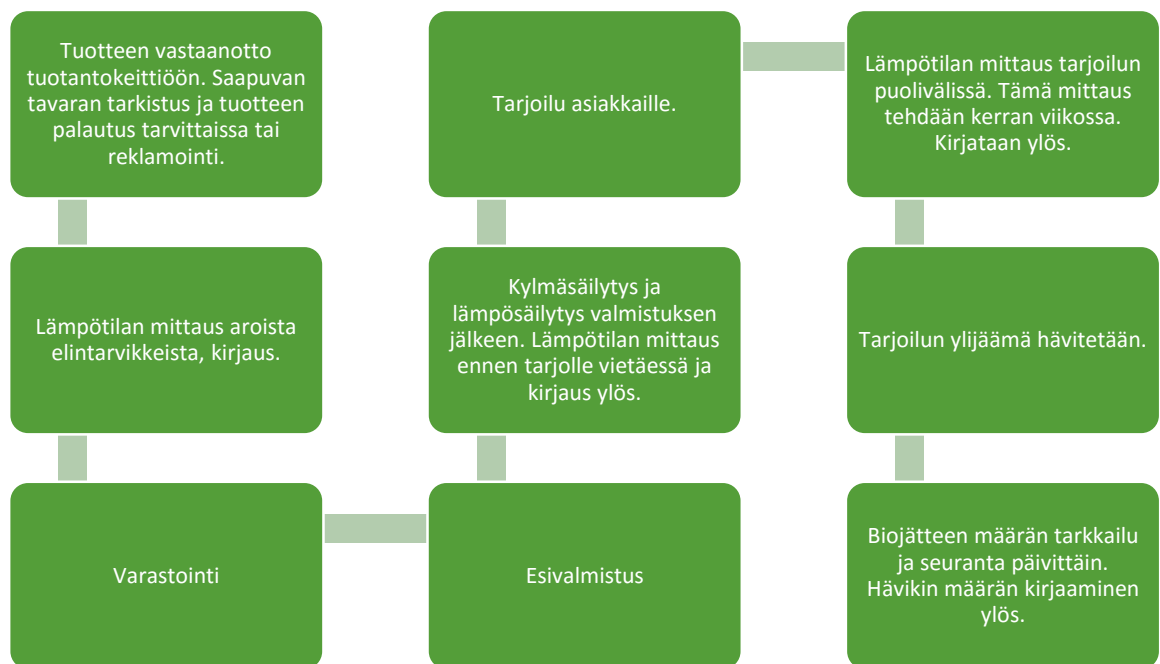 Tuotteen vastaanotto
tuotantokeittiöön. Saapuvan
tavaran tarkistus ja tuotteen
palautus tarvittaissa tai
reklamointi.
Lämpötilan mittaus aroista
elintarvikkeista, kirjaus.
Varastointi
Esivalmistus
Kylmäsäilytys ja
lämpösäilytys valmistuksen
jälkeen. Lämpötilan mittaus
ennen tarjolle vietäessä ja
kirjaus ylös.
Tarjoilu asiakkaille.
Lämpötilan mittaus tarjoilun
puolivälissä. Tämä mittaus
tehdään kerran viikossa.
Kirjataan ylös.
Tarjoilun ylijäämä hävitetään.
Biojätteen määrän tarkkailu
ja seuranta päivittäin.
Hävikin määrän kirjaaminen
ylös.